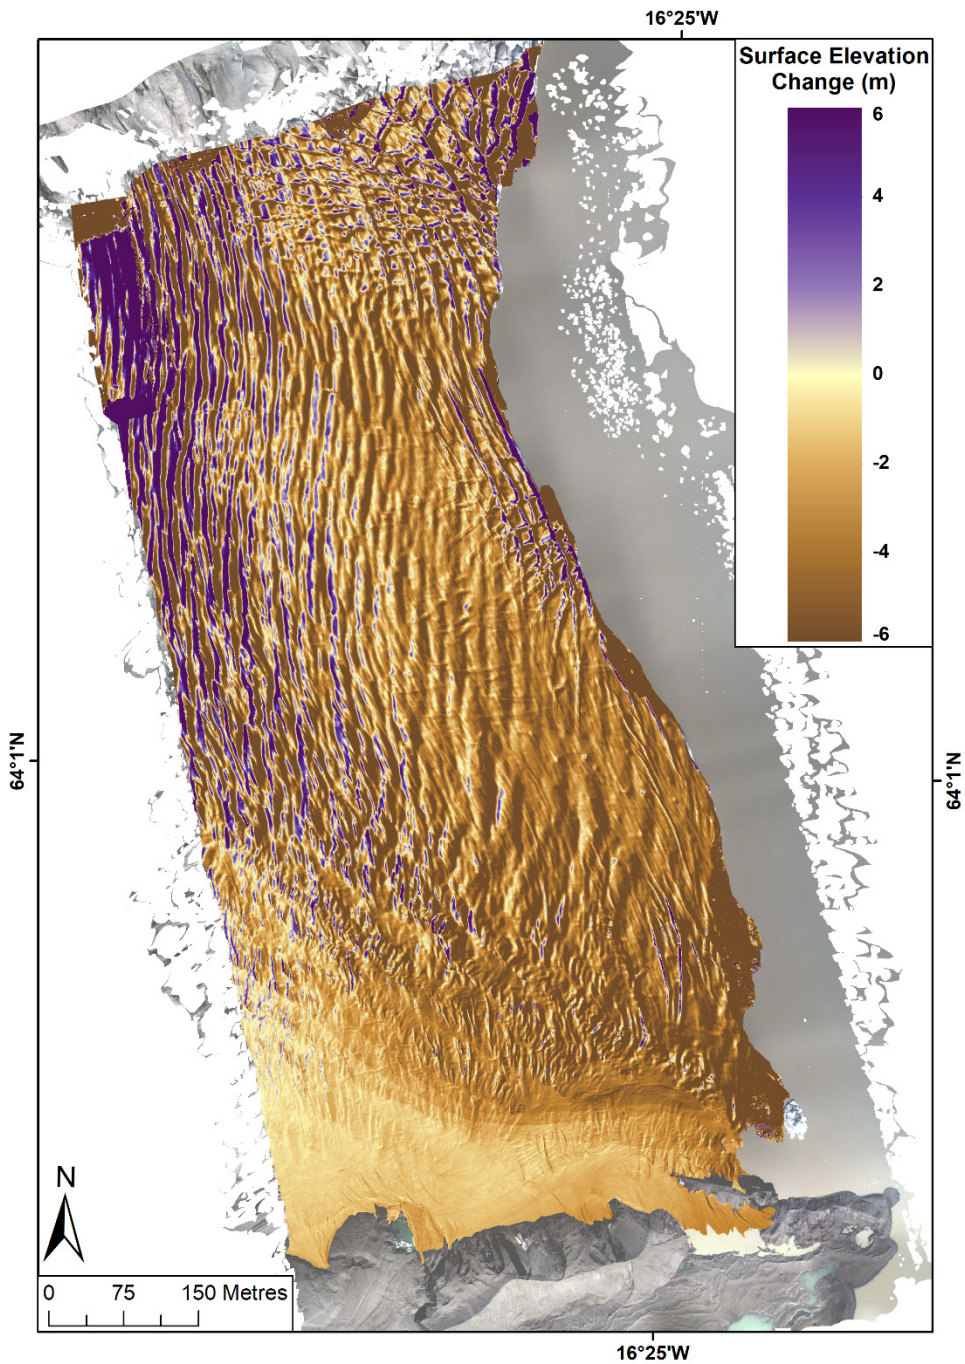 16°25'W
Surface Elevation
Change (m)
6
4
2
0
-2
-4
-6
64°1'N
64°1'N
N
0 75 150 Metres
16°25'W